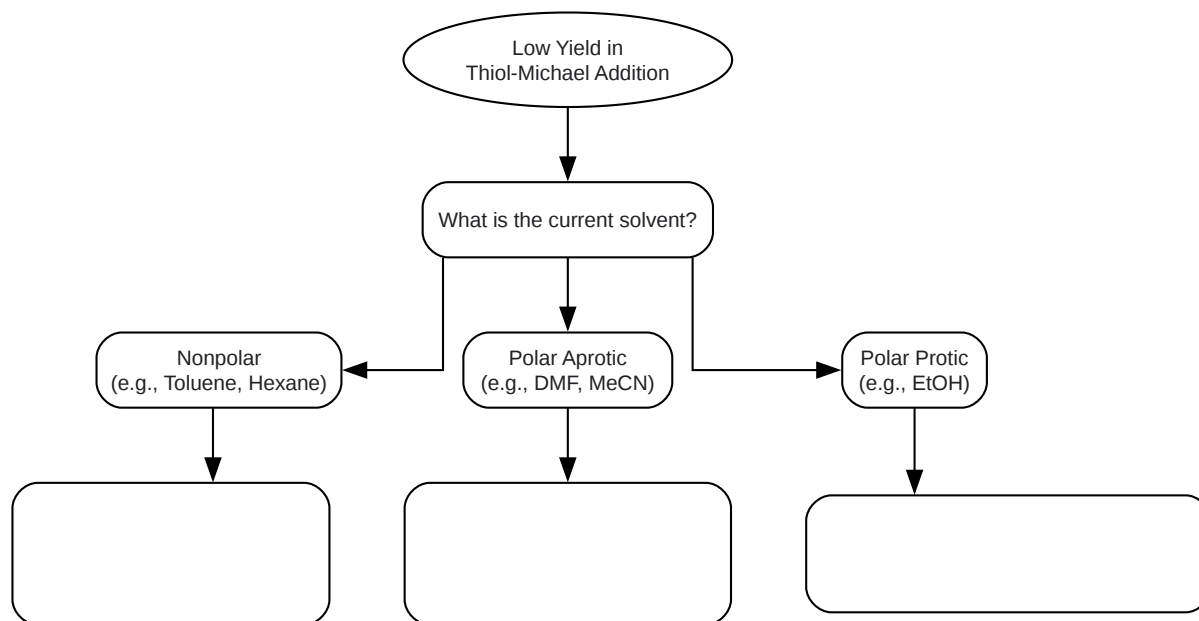 Low Yield in
Thiol-Michael Addition
What is the current solvent?
Nonpolar
(e.g., Toluene, Hexane)
Polar Aprotic
(e.g., DMF, MeCN)
Polar Protic
(e.g., EtOH)